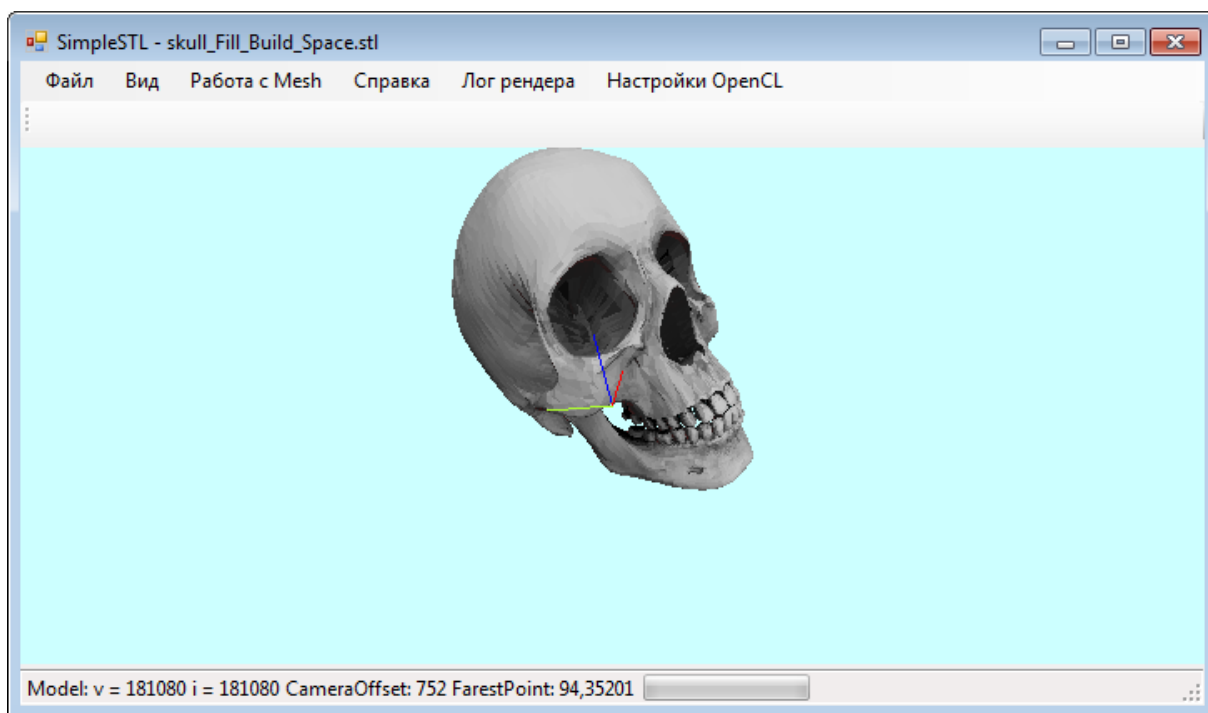 SimpleSTL - skull_Fill_Build_Space.stl
Файл Вид Работа с Mesh Справка Лог рендера Настройки OpenCL
Model: v = 181080 i = 181080 CameraOffset: 752 FarestPoint: 94,35201